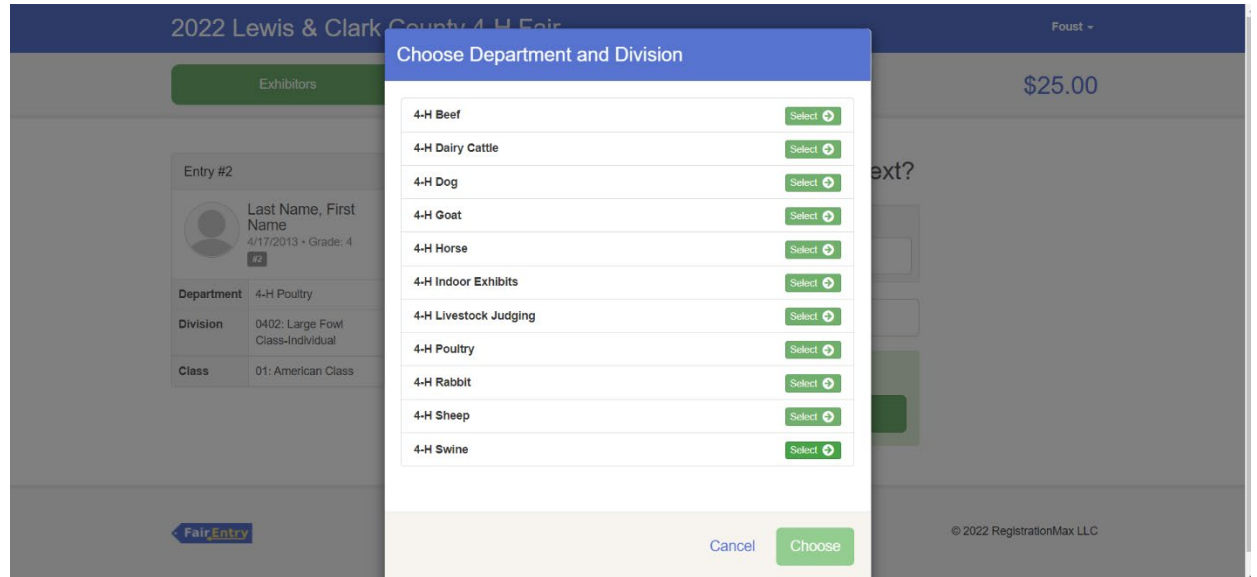 2022 Lewis & Clark County 4-H Fair
Foust
Exhibitors
$25.00
Choose Department and Division
4-H Beef Select
4-H Dairy Cattle Select
4-H Dog Select
4-H Goat Select
4-H Horse Select
4-H Indoor Exhibits Select
4-H Livestock Judging Select
4-H Poultry Select
4-H Rabbit Select
4-H Sheep Select
4-H Swine Select
Cancel Choose
Entry #2
Last Name, First
Name
4/17/2013 • Grade: 4
#2
Department 4-H Poultry
Division 0402: Large Fowl
Class-Individual
Class 01: American Class
ext?
FairEntry
© 2022 RegistrationMax LLC